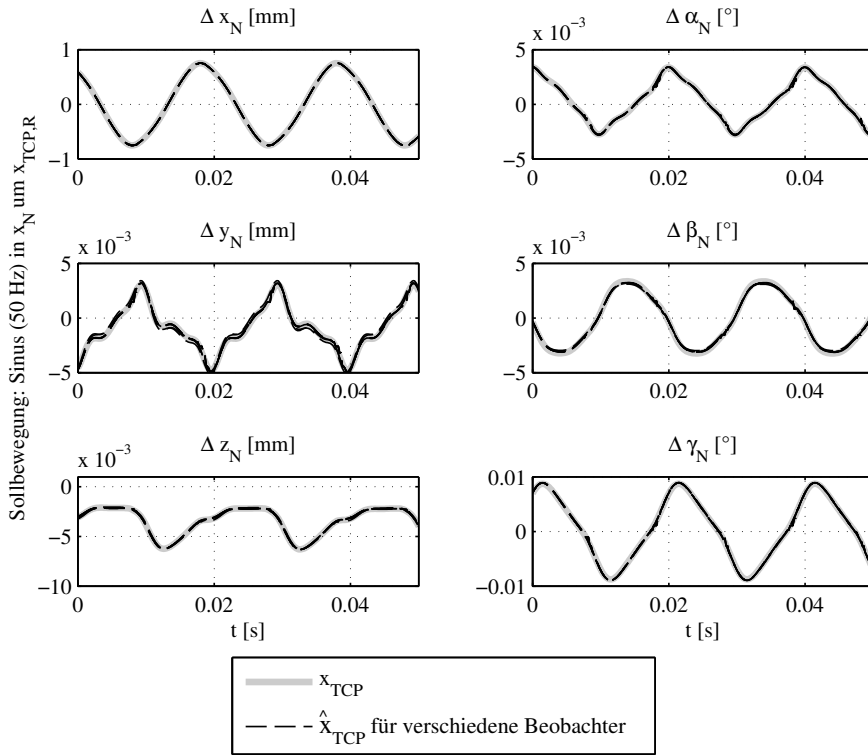 Sollbewegung: Sinus (50 Hz) in x_N um x_TCP,R
Δ x_N [mm]
1
0
−1
0 0.02 0.04
Δ α_N [°]
x 10^−3
5
0
−5
0 0.02 0.04
Δ y_N [mm]
x 10^−3
5
0
−5
0 0.02 0.04
Δ β_N [°]
x 10^−3
5
0
−5
0 0.02 0.04
Δ z_N [mm]
x 10^−3
0
−5
−10
0 0.02 0.04
t [s]
Δ γ_N [°]
0.01
0
−0.01
0 0.02 0.04
t [s]
x_TCP
x̂_TCP für verschiedene Beobachter